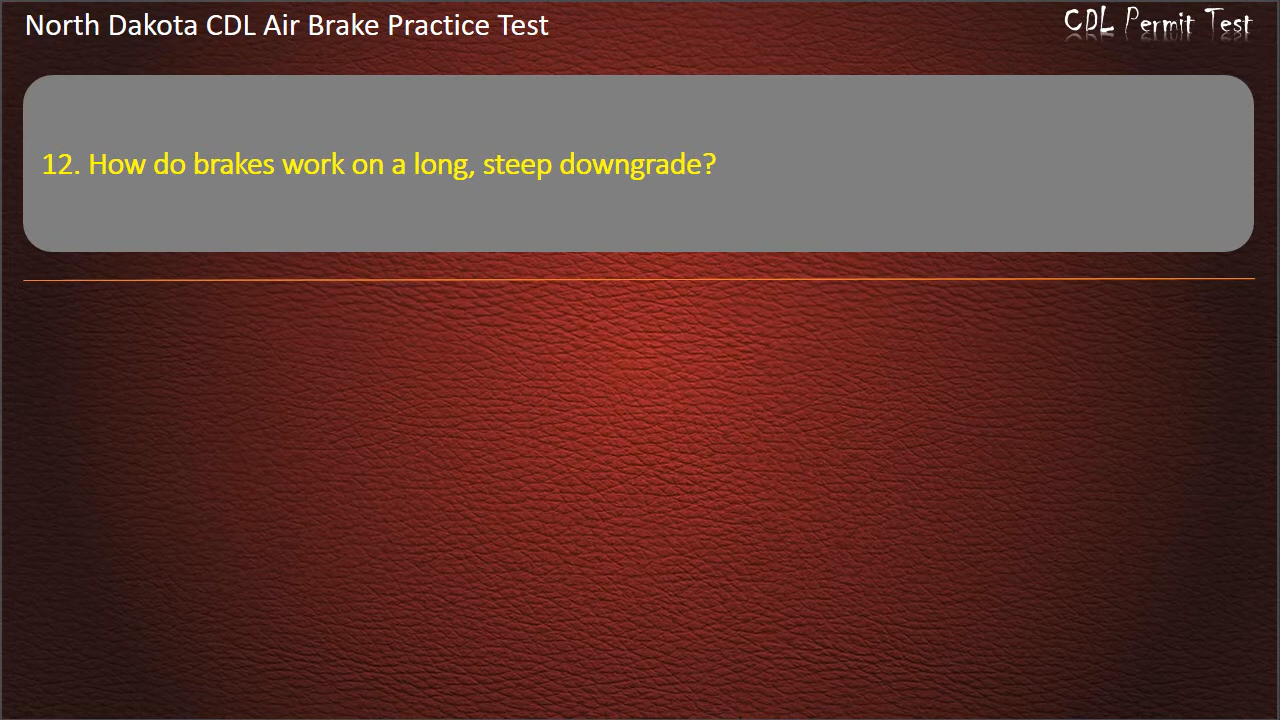 North Dakota CDL Air Brake Practice Test
CDL Permit Test
12. How do brakes work on a long, steep downgrade?